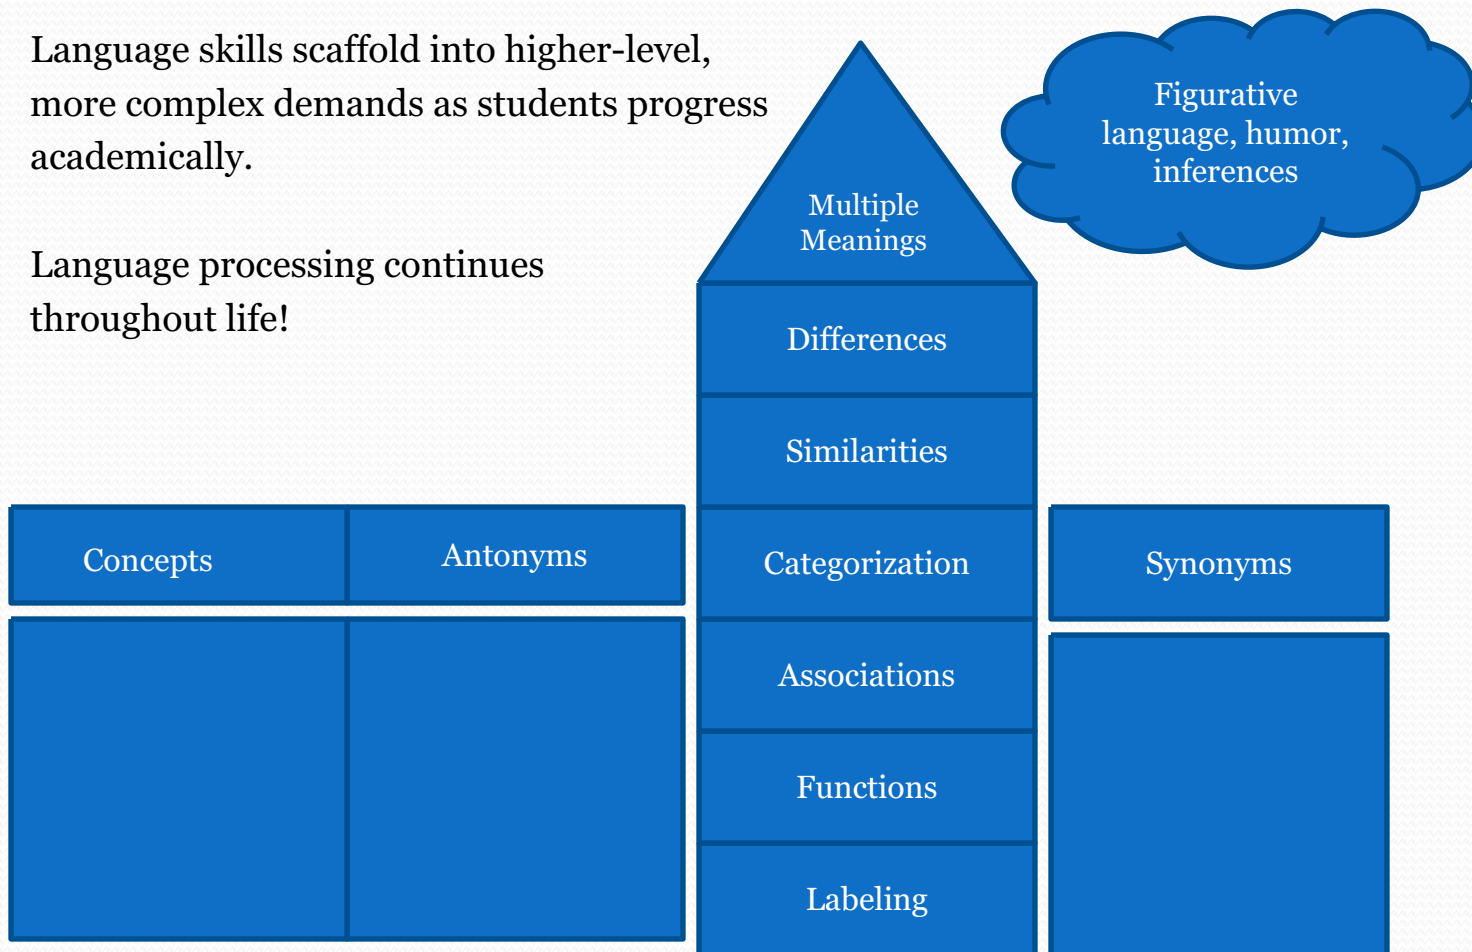 Language skills scaffold into higher-level,
more complex demands as students progress
academically.
Language processing continues
throughout life!
Figurative
language, humor,
inferences
Multiple
Meanings
Differences
Similarities
Concepts
Antonyms
Categorization
Synonyms
Associations
Functions
Labeling